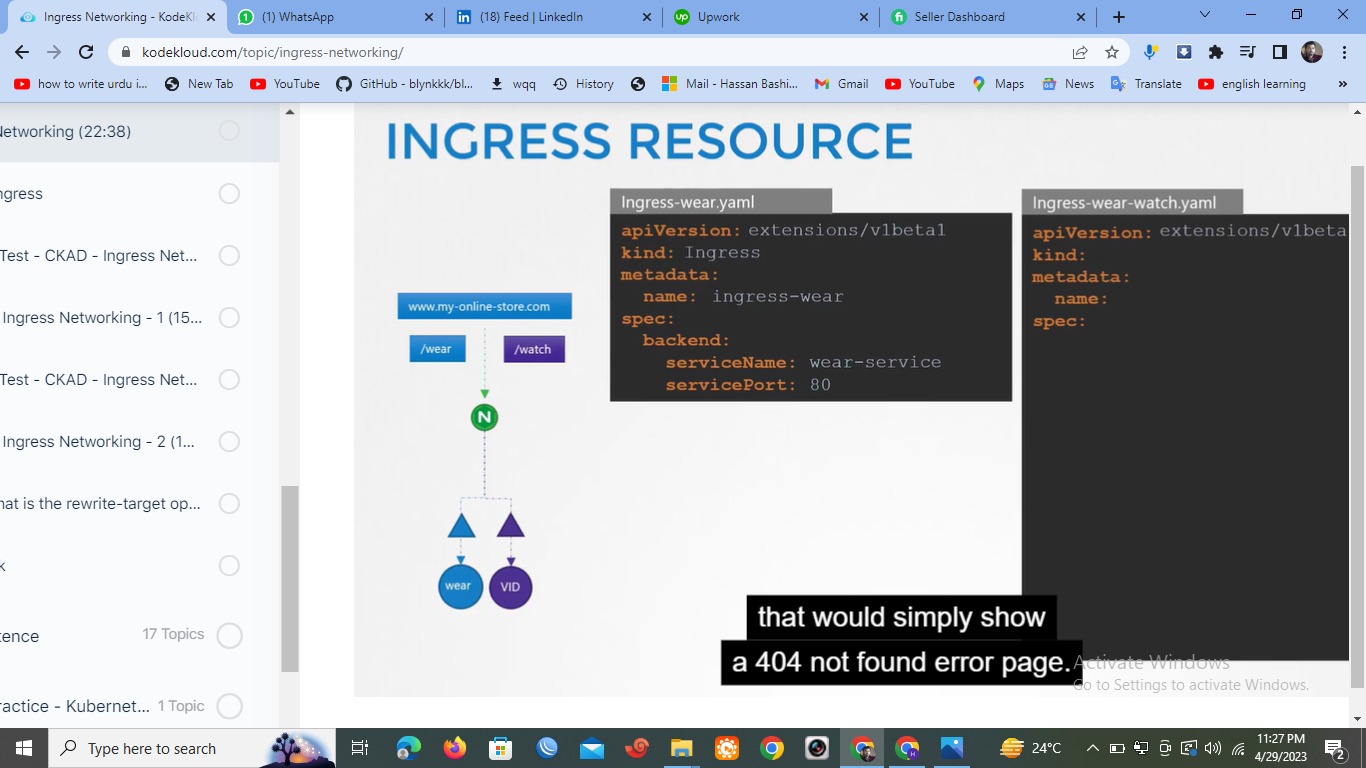 Ingress Networking - KodeKl
(1) WhatsApp
(18) Feed | LinkedIn
Upwork
Seller Dashboard
kodekloud.com/topic/ingress-networking/
how to write urdu i...
New Tab
YouTube
GitHub - blynkkk/bl...
wqq
History
Mail - Hassan Bashi...
Gmail
YouTube
Maps
News
Translate
english learning
»
Networking (22:38)
ngress
Test - CKAD - Ingress Net...
Ingress Networking - 1 (15...
Test - CKAD - Ingress Net...
Ingress Networking - 2 (1...
hat is the rewrite-target op...
k
tence
17 Topics
ractice - Kubernet...
1 Topic
INGRESS RESOURCE
www.my-online-store.com
/wear
/watch
N
wear
VID
Ingress-wear.yaml
apiVersion: extensions/v1beta1
kind: Ingress
metadata:
name: ingress-wear
spec:
backend:
serviceName: wear-service
servicePort: 80
Ingress-wear-watch.yaml
apiVersion: extensions/v1beta
kind:
metadata:
name:
spec:
that would simply show
a 404 not found error page.
Activate Windows
Go to Settings to activate Windows.
Type here to search
24°C
11:27 PM
4/29/2023
2